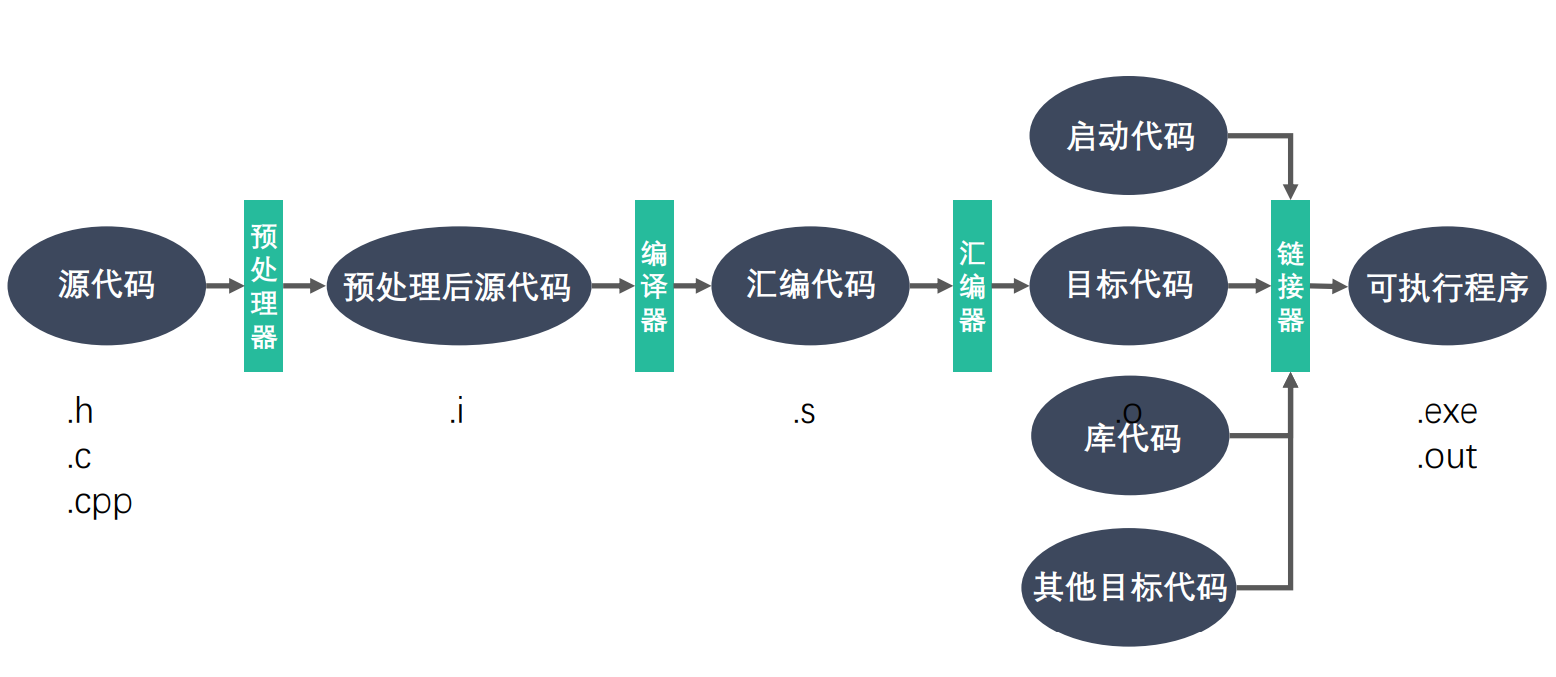 启动代码
源代码
预处理器
预处理后源代码
编译器
汇编代码
汇编器
目标代码
链接器
可执行程序
.h
.c
.cpp
.i
.s
.o
库代码
.exe
.out
其他目标代码